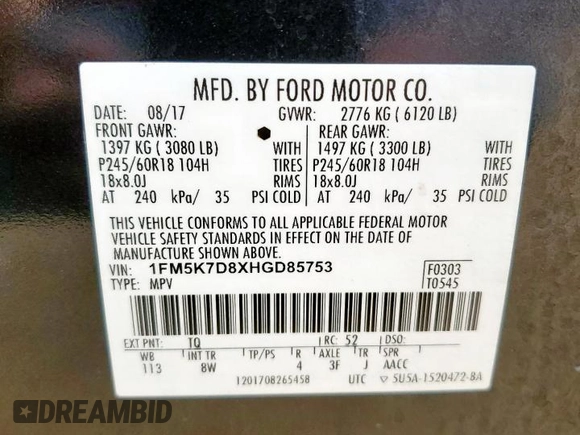 MFD. BY FORD MOTOR CO.
DATE: 08/17 GVWR: 2776 KG ( 6120 LB)
FRONT GAWR: REAR GAWR:
1397 KG ( 3080 LB) WITH 1497 KG ( 3300 LB) WITH
P245/60R18 104H TIRES P245/60R18 104H TIRES
18x8.0J RIMS 18x8.0J RIMS
AT 240 kPa/ 35 PSI COLD AT 240 kPa/ 35 PSI COLD
THIS VEHICLE CONFORMS TO ALL APPLICABLE FEDERAL MOTOR
VEHICLE SAFETY STANDARDS IN EFFECT ON THE DATE OF
MANUFACTURE SHOWN ABOVE.
VIN: 1FM5K7D8XHGD85753 F0303
TYPE: MPV T0545
EXT PNT: TQ RC: 52 DSO:
WB INT TR TP/PS R AXLE TR SPR
113 8W 4 3F J AACC
1201708265458 UTC 5U5A-1520472-BA
DREAMBID